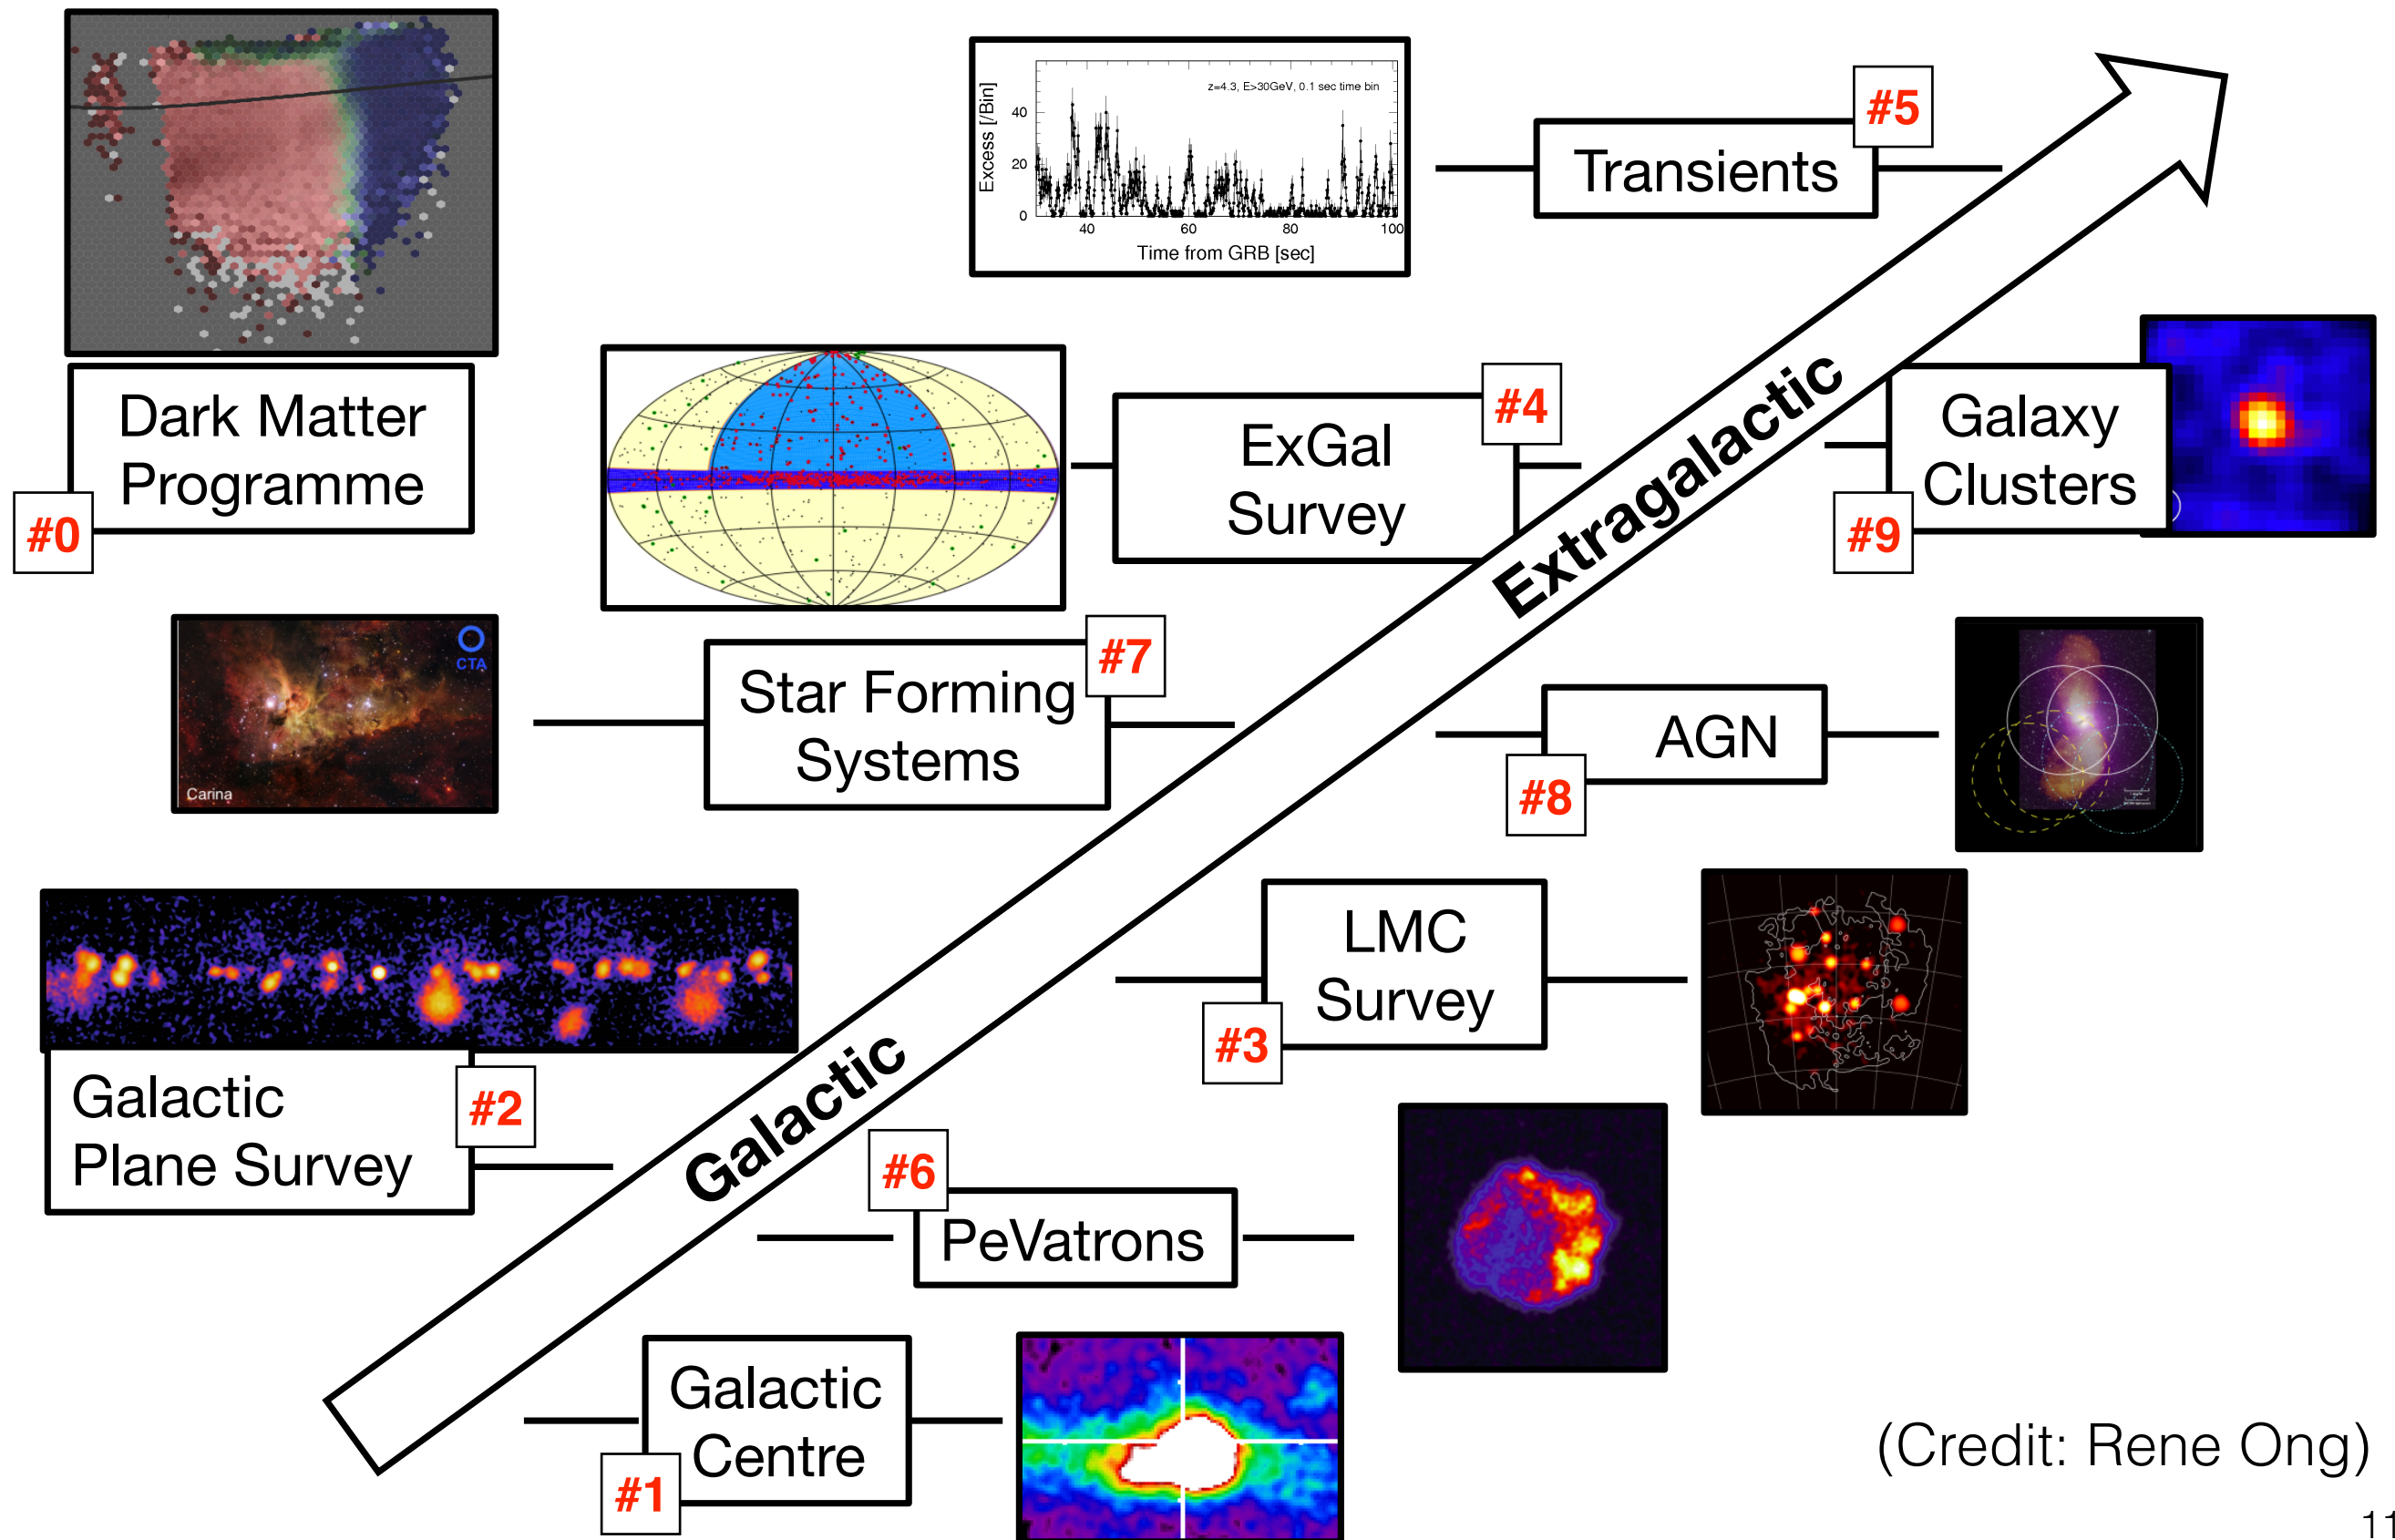 z=4.3, E>30GeV, 0.1 sec time bin
Excess [/Bin]
40
20
0
40 60 80 100
Time from GRB [sec]
#5
Transients
Dark Matter
Programme
#0
#4
ExGal
Survey
Galaxy
Clusters
#9
Extragalactic
CTA
Carina
#7
Star Forming
Systems
AGN
#8
LMC
Survey
#3
Galactic
Plane Survey
#2
Galactic
#6
PeVatrons
Galactic
Centre
#1
(Credit: Rene Ong)
11